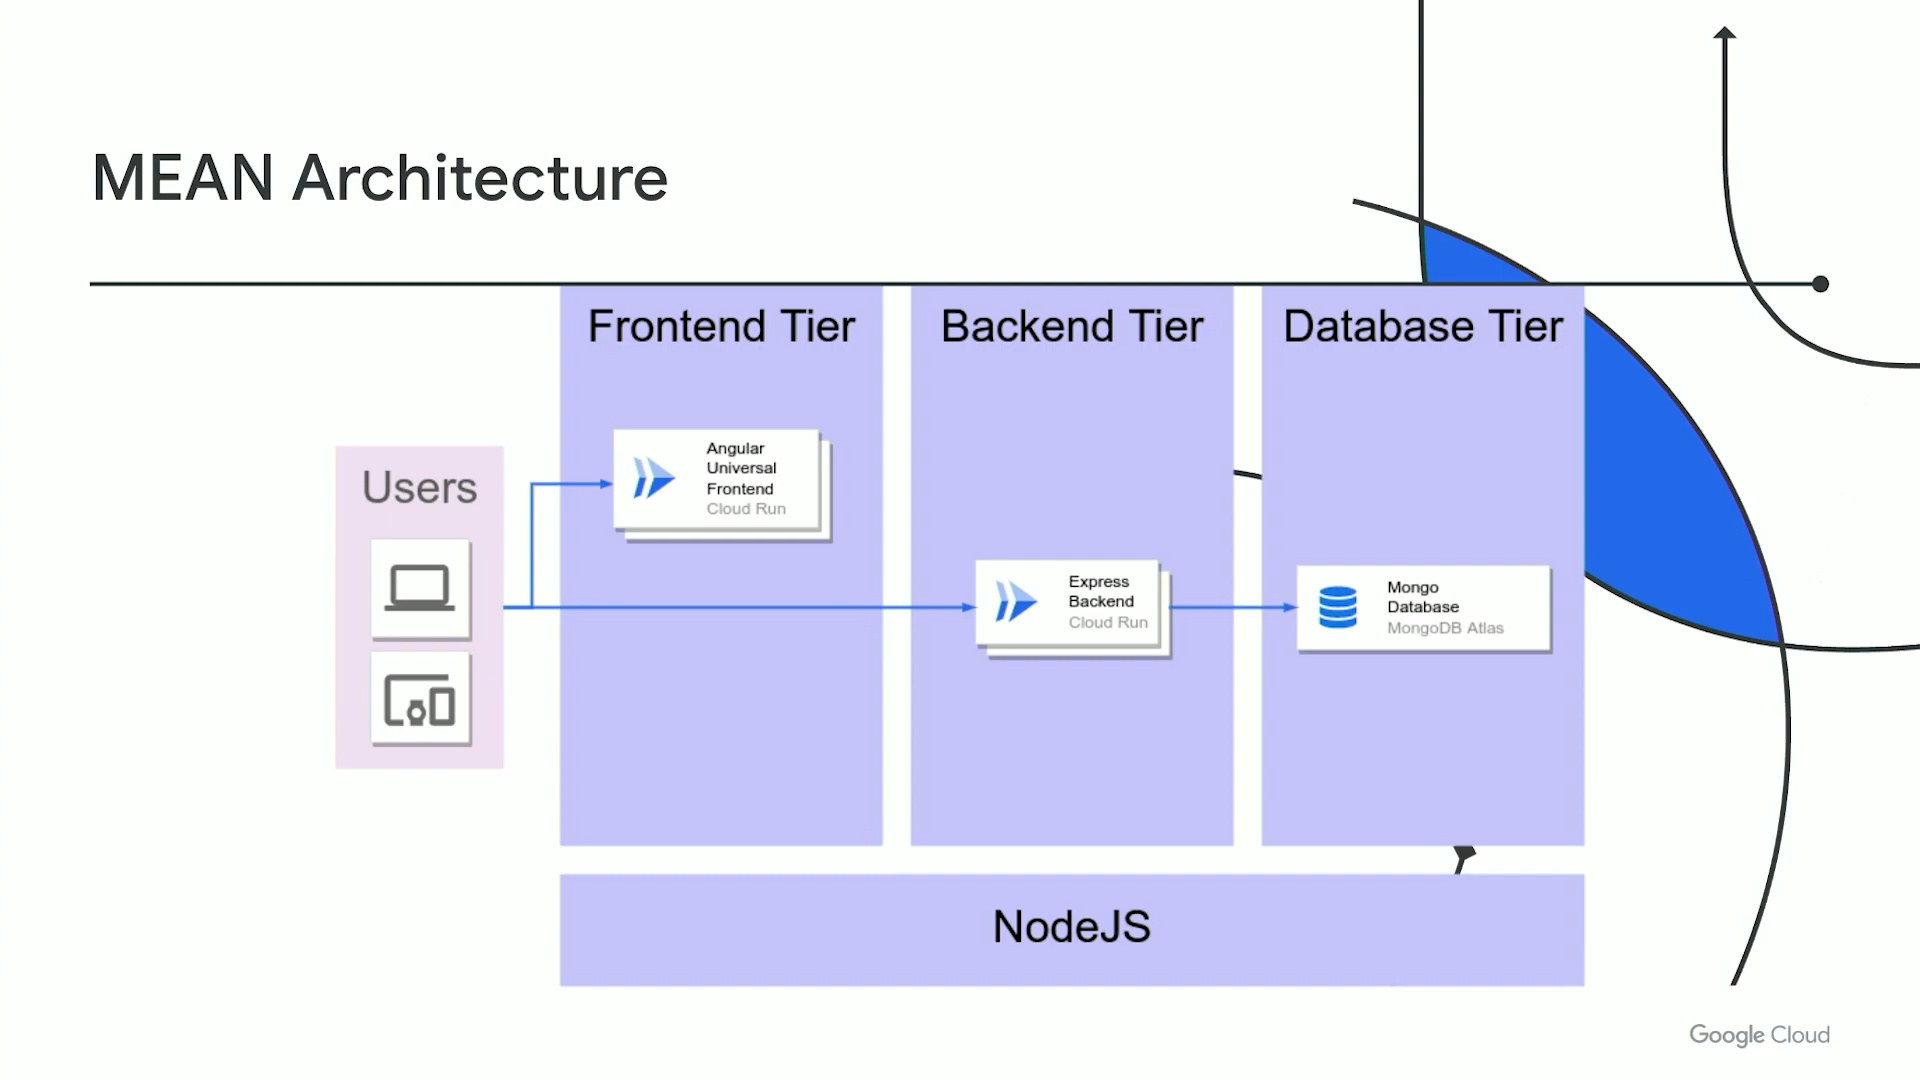 MEAN Architecture
Frontend Tier
Backend Tier
Database Tier
Users
Angular
Universal
Frontend
Cloud Run
Express
Backend
Cloud Run
Mongo
Database
MongoDB Atlas
NodeJS
Google Cloud